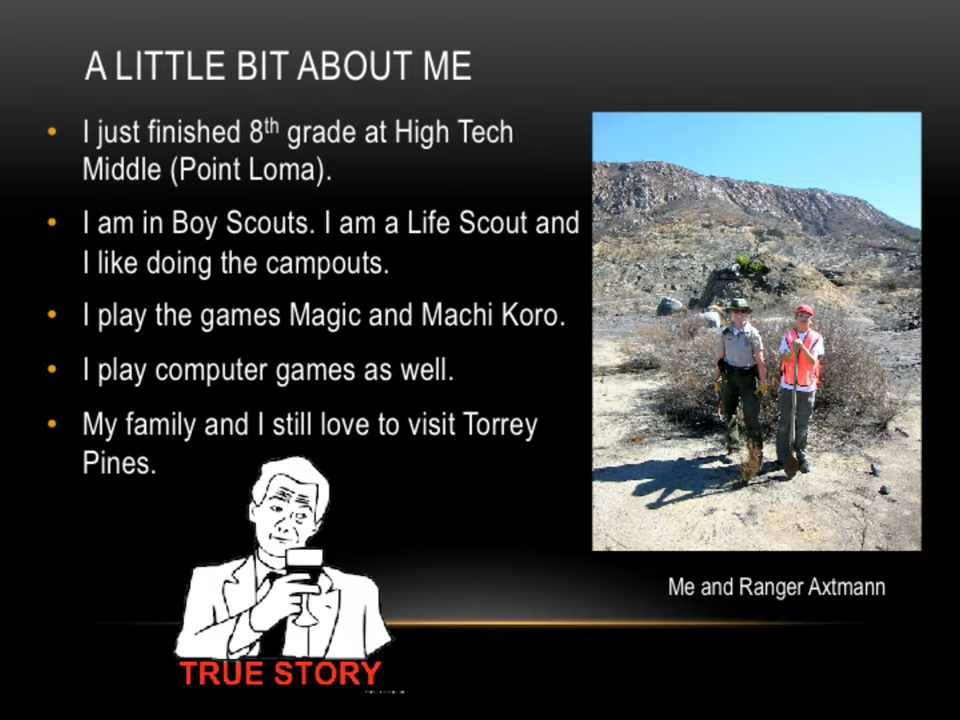 A LITTLE BIT ABOUT ME
• I just finished 8th grade at High Tech
Middle (Point Loma).
• I am in Boy Scouts. I am a Life Scout and
I like doing the campouts.
• I play the games Magic and Machi Koro.
• I play computer games as well.
• My family and I still love to visit Torrey
Pines.
Me and Ranger Axtmann
TRUE STORY